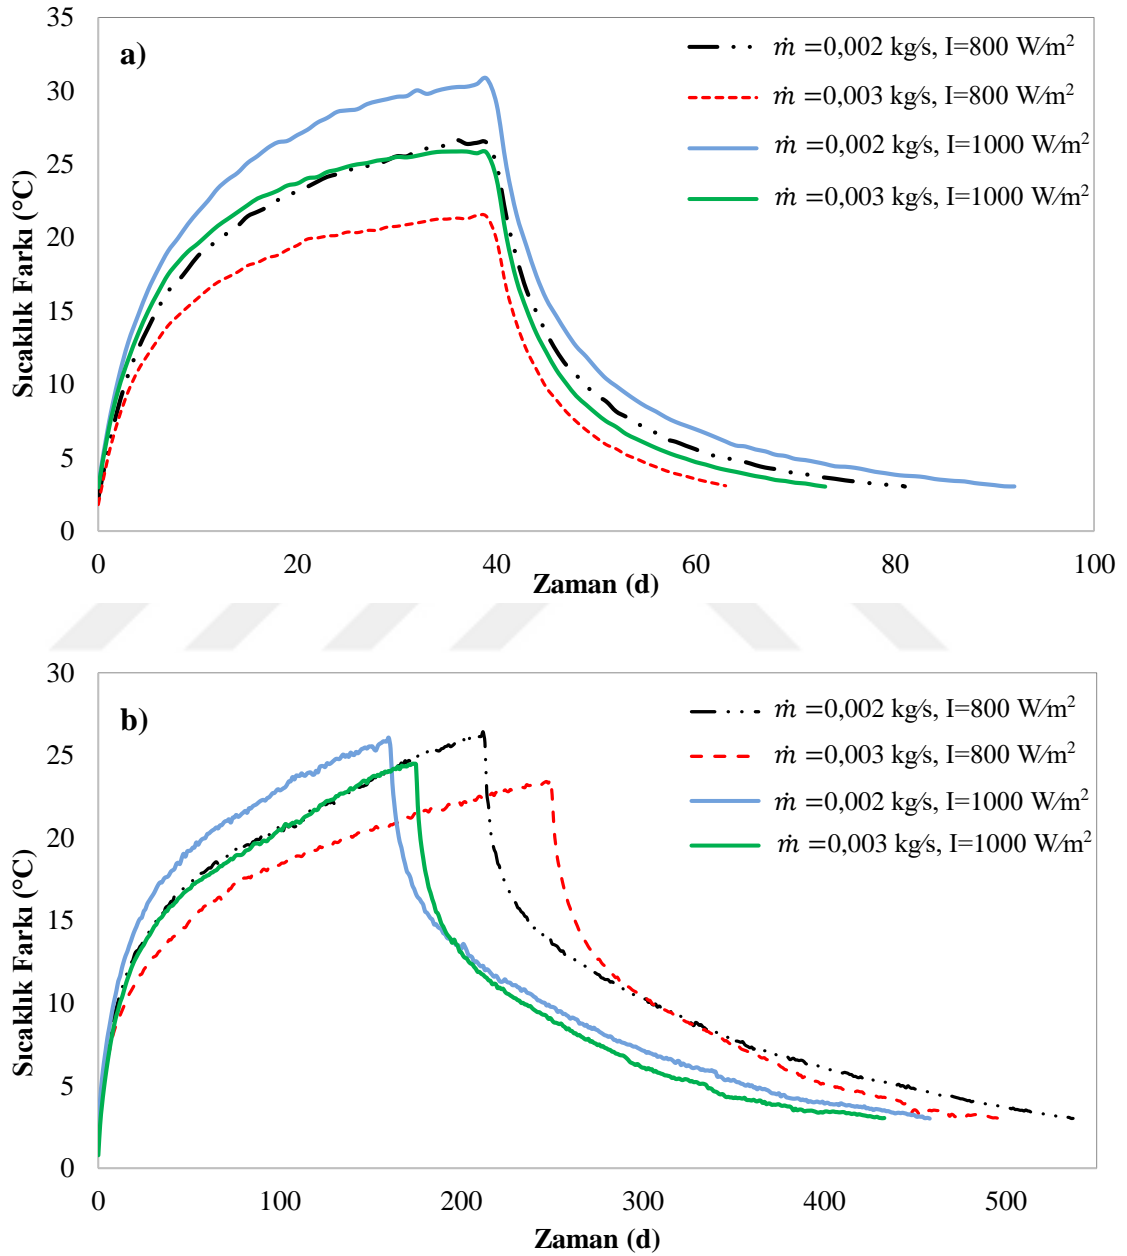 a)
ṁ =0,002 kg/s, I=800 W/m²
ṁ =0,003 kg/s, I=800 W/m²
ṁ =0,002 kg/s, I=1000 W/m²
ṁ =0,003 kg/s, I=1000 W/m²
Sıcaklık Farkı (°C)
35
30
25
20
15
10
5
0
0 20 40 60 80 100
Zaman (d)
b)
ṁ =0,002 kg/s, I=800 W/m²
ṁ =0,003 kg/s, I=800 W/m²
ṁ =0,002 kg/s, I=1000 W/m²
ṁ =0,003 kg/s, I=1000 W/m²
Sıcaklık Farkı (°C)
30
25
20
15
10
5
0
0 100 200 300 400 500
Zaman (d)